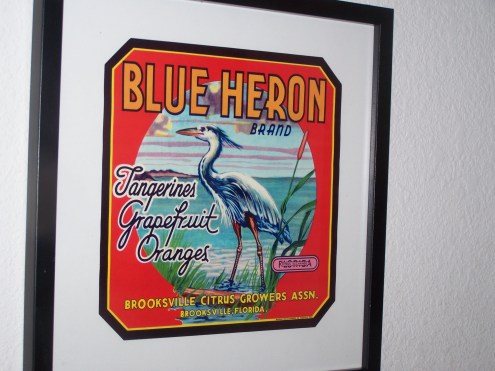 BLUE HERON
BRAND
Tangerines
Grapefruit
Oranges
FLORIDA
BROOKSVILLE CITRUS GROWERS ASSN.
BROOKSVILLE, FLORIDA